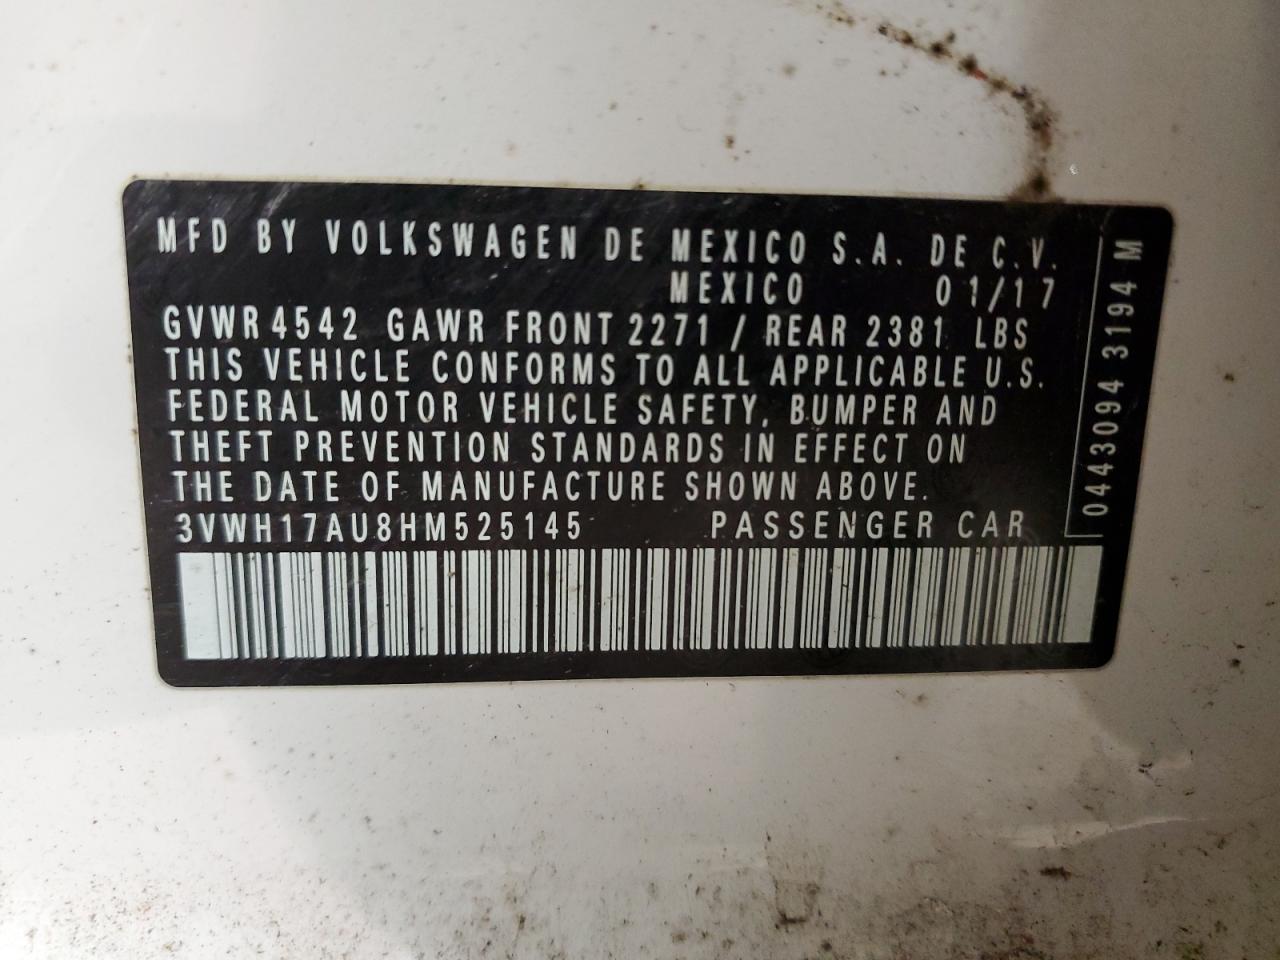 MFD BY VOLKSWAGEN DE MEXICO S.A. DE C.V.
MEXICO 01/17
GVWR 4542 GAWR FRONT 2271 / REAR 2381 LBS
THIS VEHICLE CONFORMS TO ALL APPLICABLE U.S.
FEDERAL MOTOR VEHICLE SAFETY, BUMPER AND
THEFT PREVENTION STANDARDS IN EFFECT ON
THE DATE OF MANUFACTURE SHOWN ABOVE.
3VWH17AU8HM525145 PASSENGER CAR
0443094 3194 M